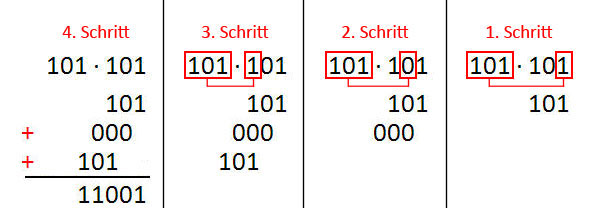 4. Schritt
101 · 101
101
+ 000
+ 101
11001
3. Schritt
101 · 101
101
000
101
2. Schritt
101 · 101
101
000
1. Schritt
101 · 101
101